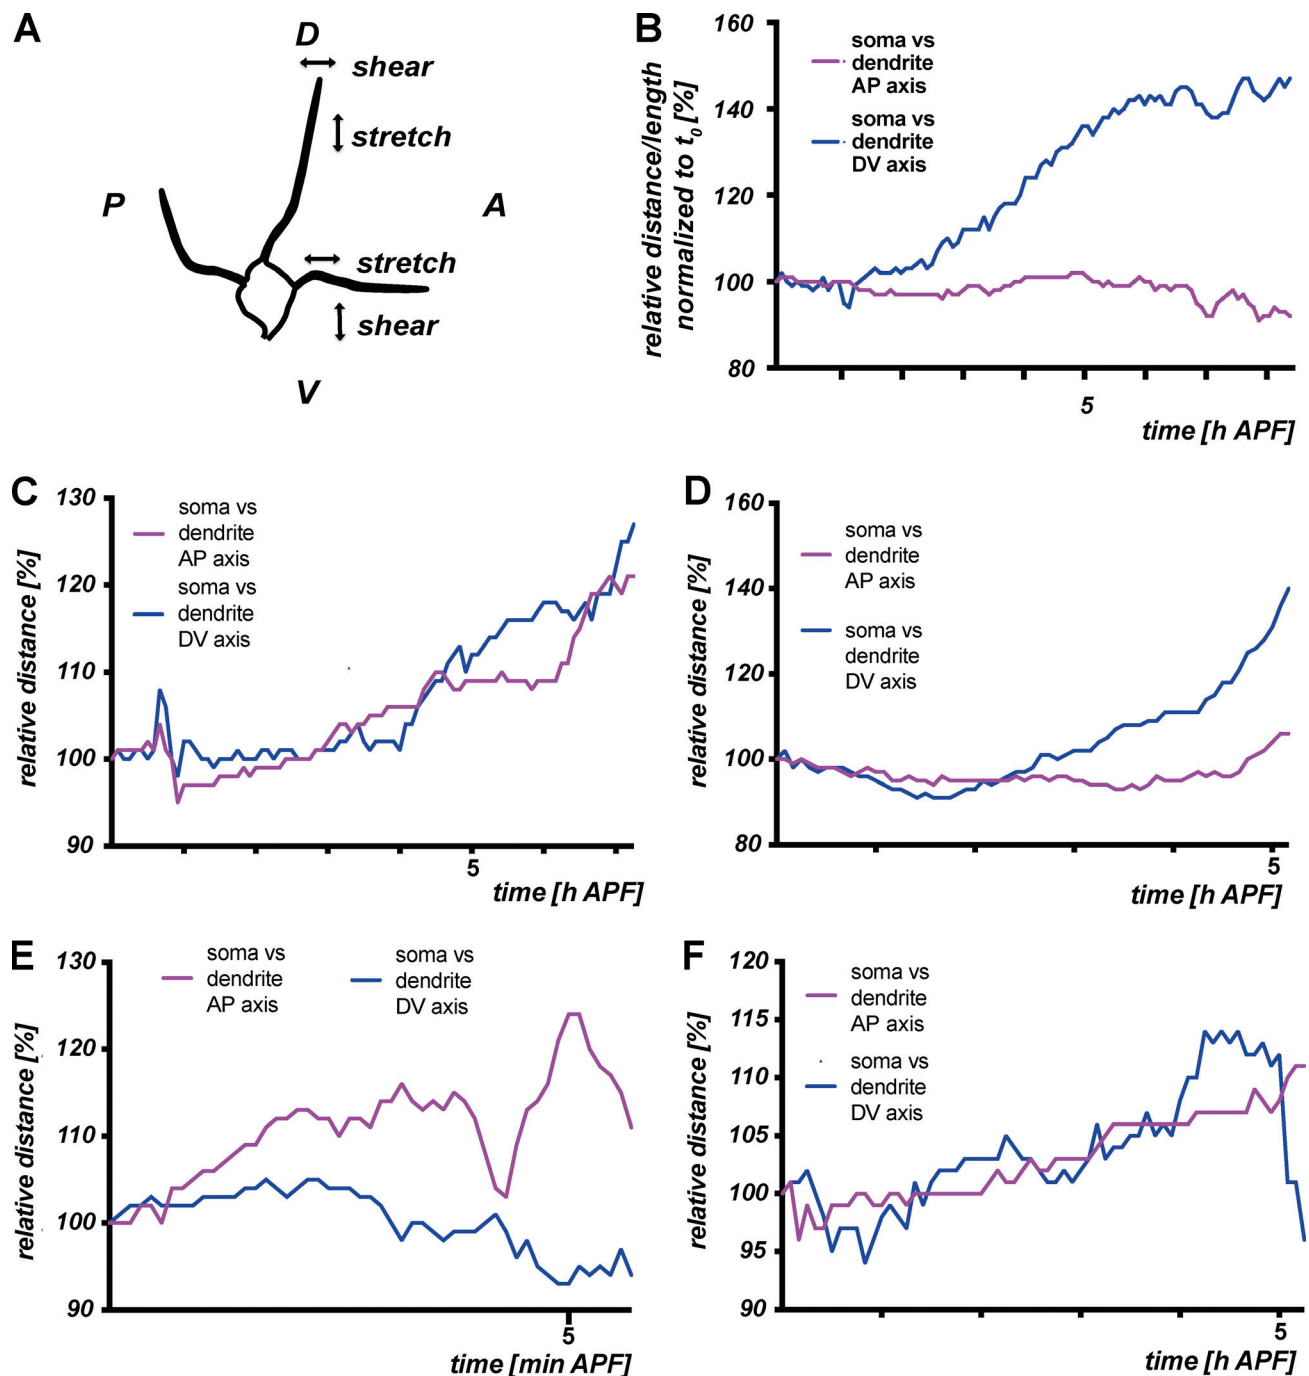 A
D
shear
stretch
P
A
stretch
shear
V
B
relative distance/length
normalized to t0 [%]
160
140
120
100
80
soma vs
dendrite
AP axis
soma vs
dendrite
DV axis
5
time [h APF]
C
relative distance [%]
130
120
110
100
90
soma vs
dendrite
AP axis
soma vs
dendrite
DV axis
5
time [h APF]
D
relative distance [%]
160
140
120
100
80
soma vs
dendrite
AP axis
soma vs
dendrite
DV axis
5
time [h APF]
E
relative distance [%]
130
120
110
100
90
soma vs
dendrite
AP axis
soma vs
dendrite
DV axis
5
time [min APF]
F
relative distance [%]
120
115
110
105
100
95
90
soma vs
dendrite
AP axis
soma vs
dendrite
DV axis
5
time [h APF]